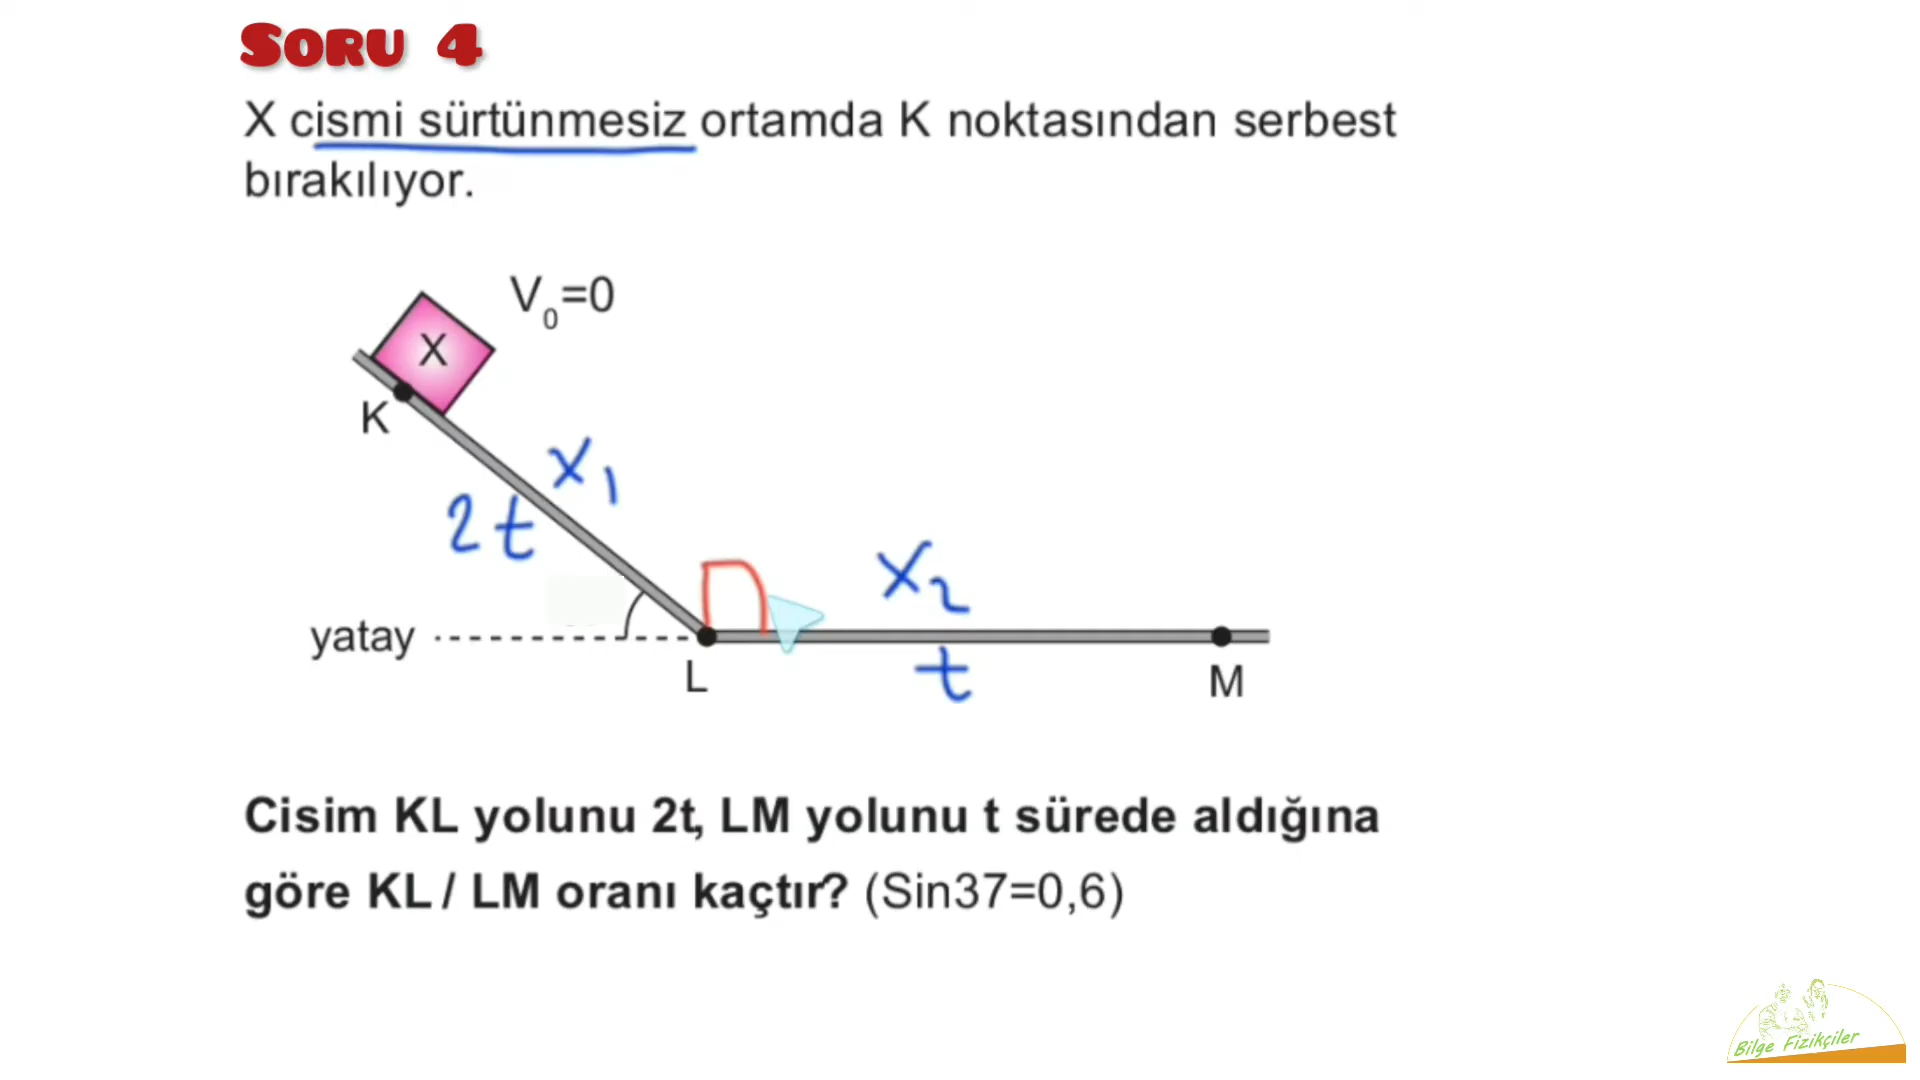 SORU 4
X cismi sürtünmesiz ortamda K noktasından serbest
bırakılıyor.
V₀=0
X
K
x₁
2t
x₂
yatay
L
t
M
Cisim KL yolunu 2t, LM yolunu t sürede aldığına
göre KL / LM oranı kaçtır? (Sin37=0,6)
Bilge Fizikçiler